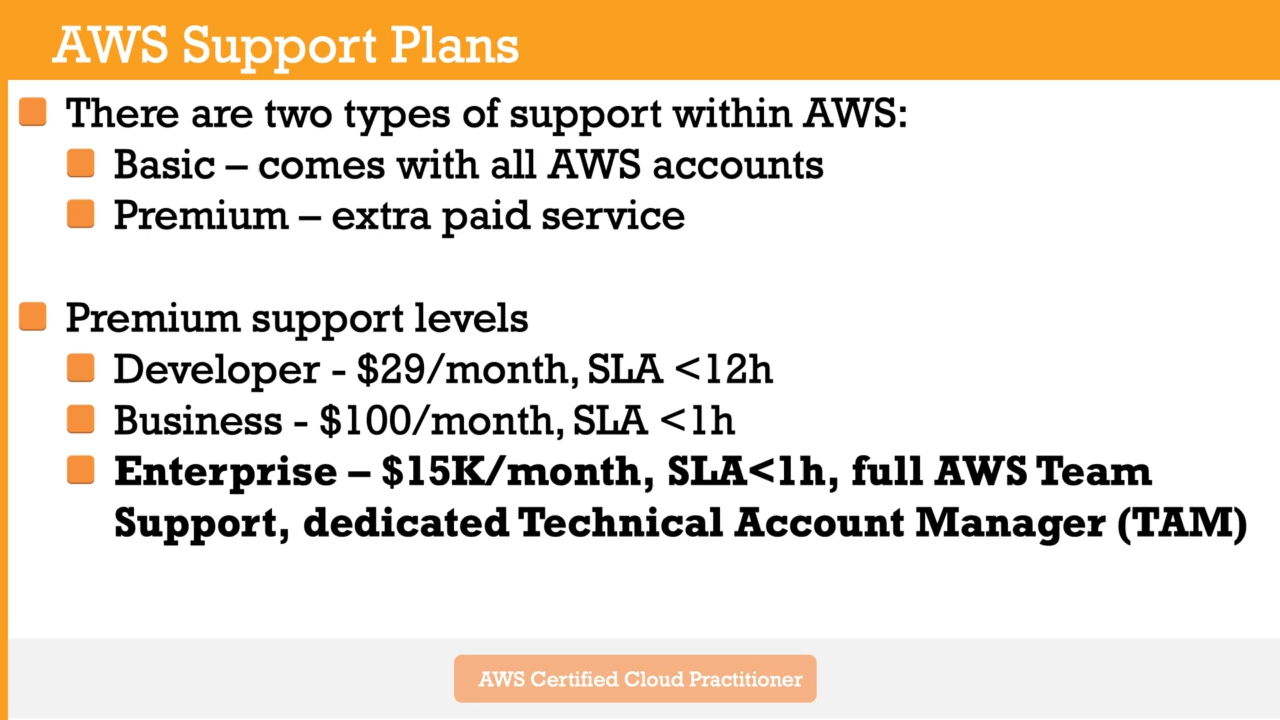 AWS Support Plans
There are two types of support within AWS:
Basic – comes with all AWS accounts
Premium – extra paid service
Premium support levels
Developer - $29/month, SLA <12h
Business - $100/month, SLA <1h
Enterprise – $15K/month, SLA<1h, full AWS Team
Support, dedicated Technical Account Manager (TAM)
AWS Certified Cloud Practitioner